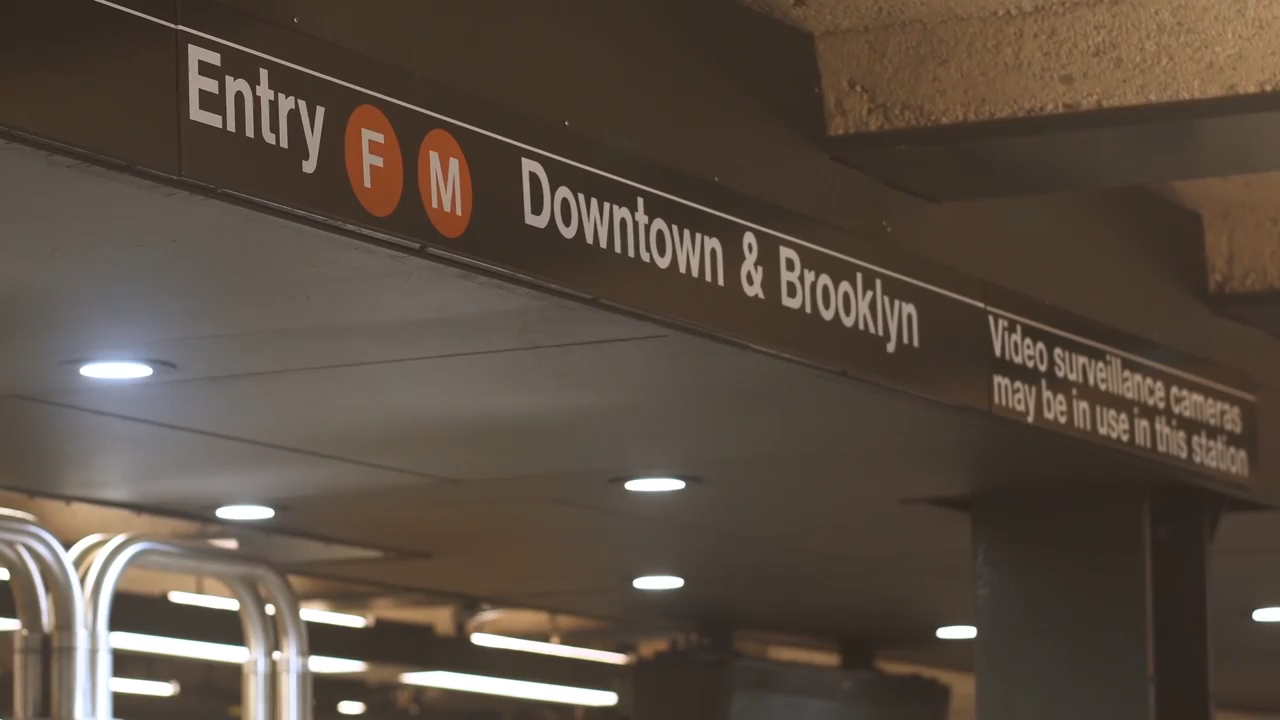 Entry F M Downtown & Brooklyn
Video surveillance cameras
may be in use in this station